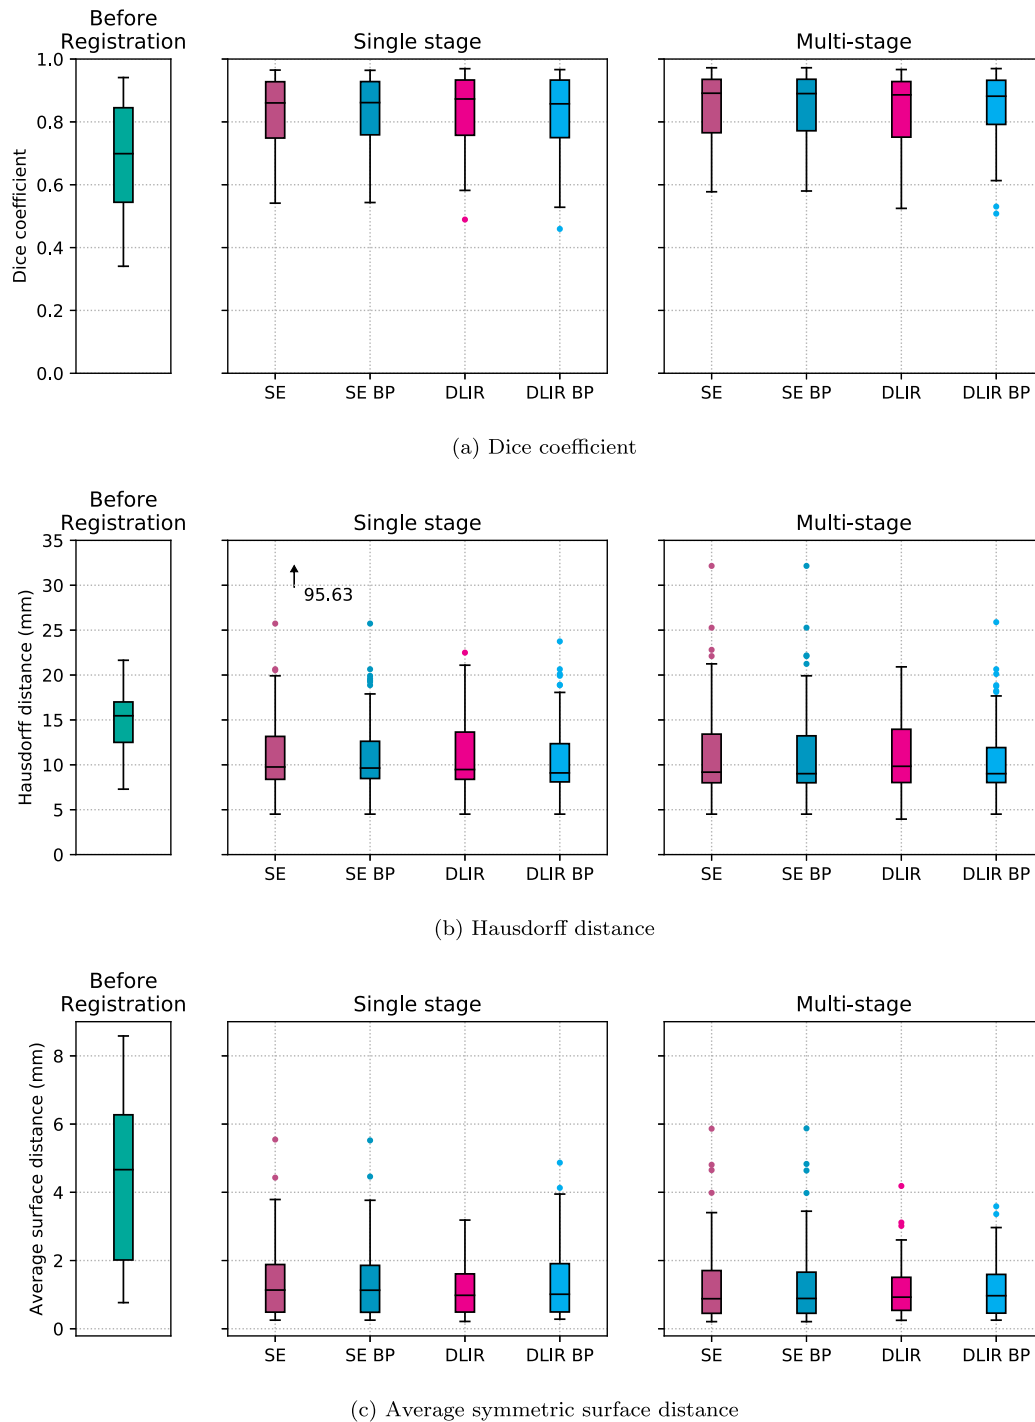 Before
Registration
Single stage
Multi-stage
Dice coefficient
1.0
0.8
0.6
0.4
0.2
0.0
SE
SE BP
DLIR
DLIR BP
SE
SE BP
DLIR
DLIR BP
(a) Dice coefficient
Before
Registration
Single stage
Multi-stage
Hausdorff distance (mm)
35
30
25
20
15
10
5
0
95.63
SE
SE BP
DLIR
DLIR BP
SE
SE BP
DLIR
DLIR BP
(b) Hausdorff distance
Before
Registration
Single stage
Multi-stage
Average surface distance (mm)
8
6
4
2
0
SE
SE BP
DLIR
DLIR BP
SE
SE BP
DLIR
DLIR BP
(c) Average symmetric surface distance